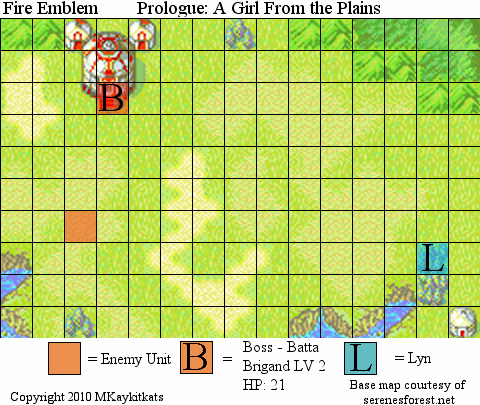 Fire Emblem Prologue: A Girl From the Plains
B
L
= Enemy Unit
B =
Boss - Batta
Brigand LV 2
HP: 21
L = Lyn
Copyright 2010 MKaykitkats
Base map courtesy of
serenesforest.net